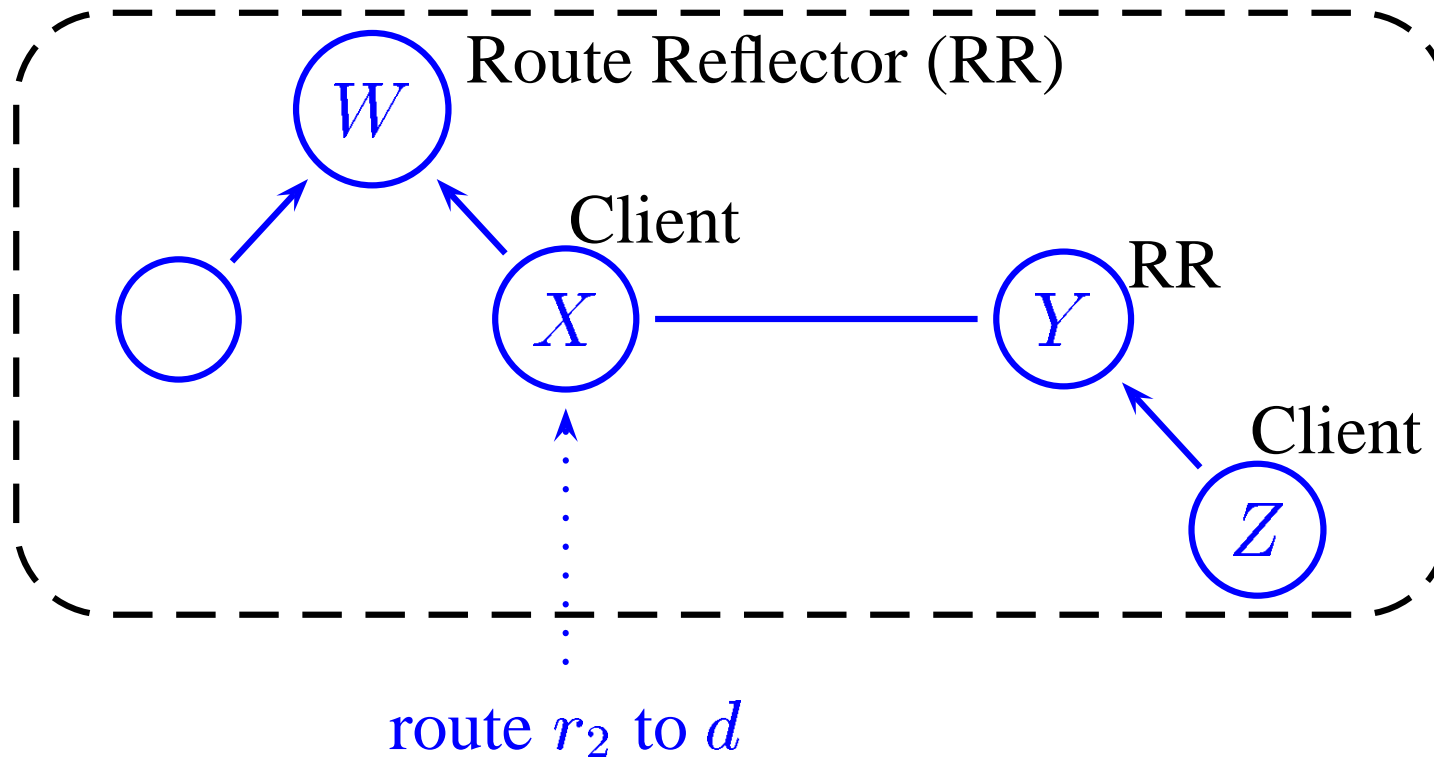 Route Reflector (RR)
W
Client
RR
X
Y
Client
Z
route r₂ to d